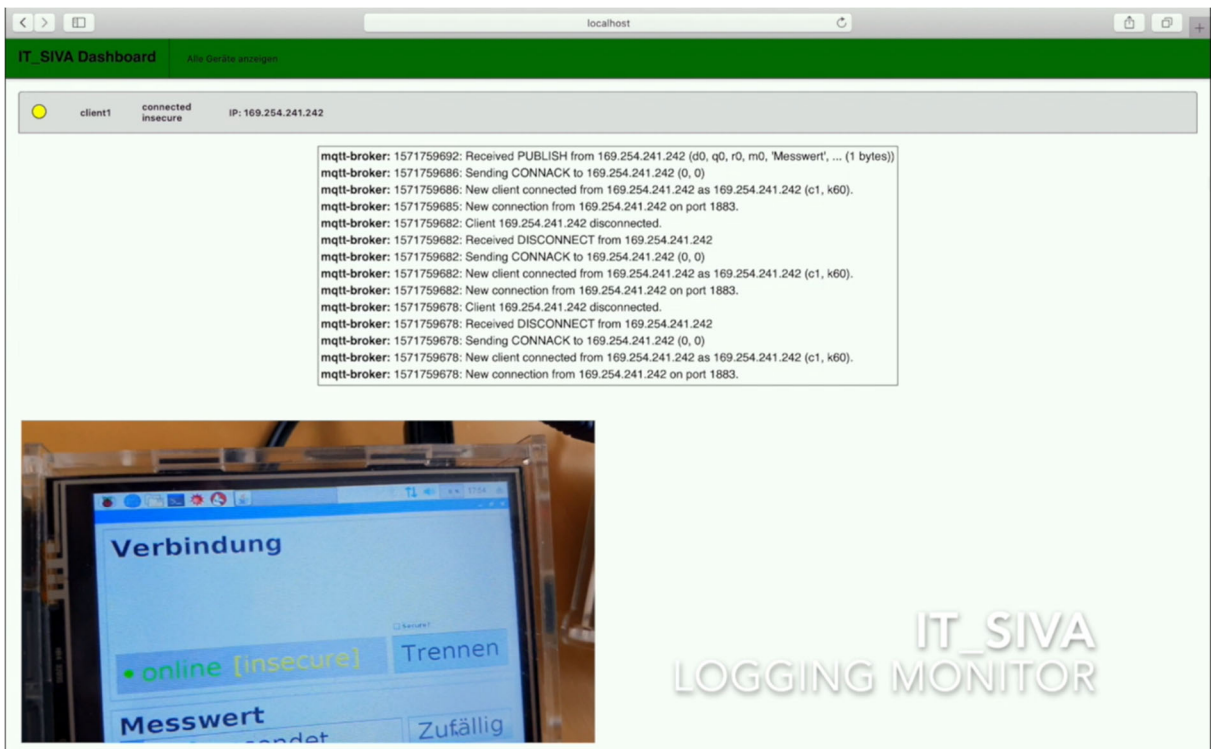 localhost
IT_SIVA Dashboard
Alle Geräte anzeigen
client1
connected
insecure
IP: 169.254.241.242
mqtt-broker: 1571759692: Received PUBLISH from 169.254.241.242 (d0, q0, r0, m0, 'Messwert', ... (1 bytes))
mqtt-broker: 1571759686: Sending CONNACK to 169.254.241.242 (0, 0)
mqtt-broker: 1571759686: New client connected from 169.254.241.242 as 169.254.241.242 (c1, k60).
mqtt-broker: 1571759685: New connection from 169.254.241.242 on port 1883.
mqtt-broker: 1571759682: Client 169.254.241.242 disconnected.
mqtt-broker: 1571759682: Received DISCONNECT from 169.254.241.242
mqtt-broker: 1571759682: Sending CONNACK to 169.254.241.242 (0, 0)
mqtt-broker: 1571759682: New client connected from 169.254.241.242 as 169.254.241.242 (c1, k60).
mqtt-broker: 1571759682: New connection from 169.254.241.242 on port 1883.
mqtt-broker: 1571759678: Client 169.254.241.242 disconnected.
mqtt-broker: 1571759678: Received DISCONNECT from 169.254.241.242
mqtt-broker: 1571759678: Sending CONNACK to 169.254.241.242 (0, 0)
mqtt-broker: 1571759678: New client connected from 169.254.241.242 as 169.254.241.242 (c1, k60).
mqtt-broker: 1571759678: New connection from 169.254.241.242 on port 1883.
Verbindung
online [insecure]
Trennen
Messwert
Zufällig
IT_SIVA
LOGGING MONITOR